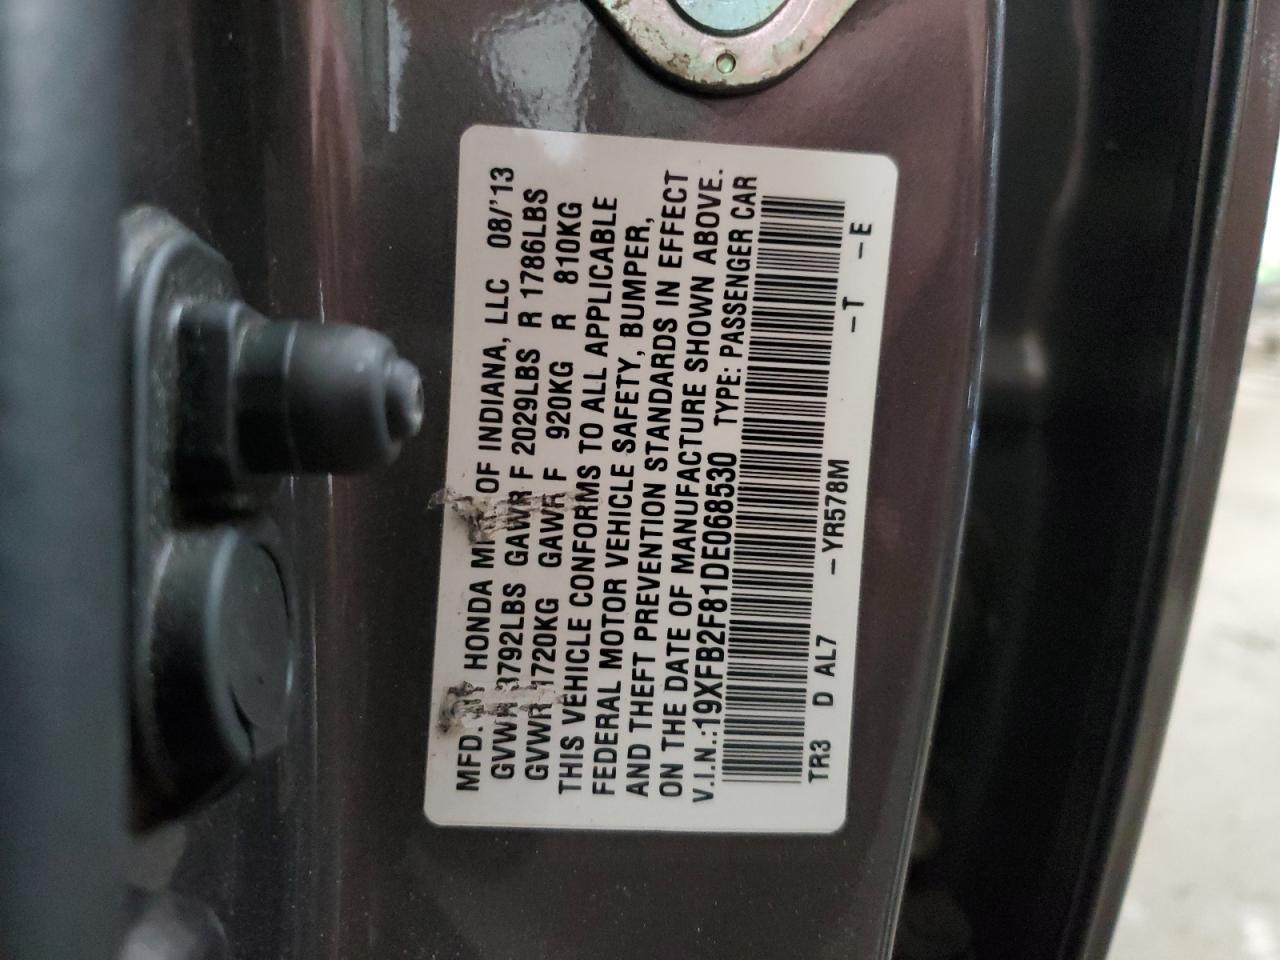 MFD. HONDA OF INDIANA, LLC 08/'13
3792LBS GAWR F 2029LBS R 1786LBS
GVWR 1720KG GAWR F 920KG R 810KG
THIS VEHICLE CONFORMS TO ALL APPLICABLE
FEDERAL MOTOR VEHICLE SAFETY, BUMPER,
AND THEFT PREVENTION STANDARDS IN EFFECT
ON THE DATE OF MANUFACTURE SHOWN ABOVE.
V.I.N.:19XFB2F81DE068530 TYPE: PASSENGER CAR
TR3 D AL7 -YR578M -T -E